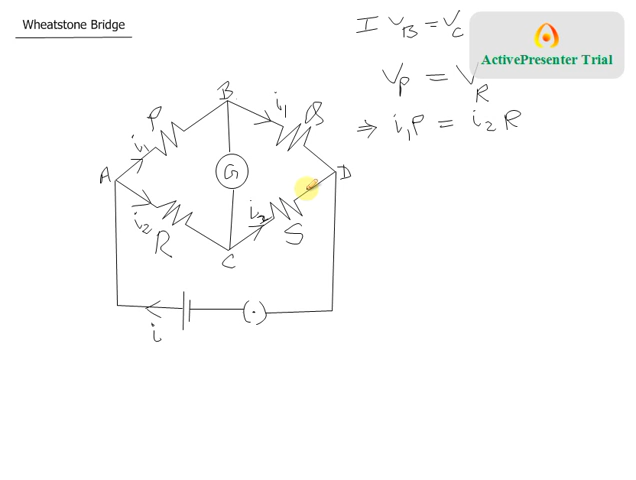 Wheatstone Bridge
I V_B = V_C
ActivePresenter Trial
V_P = V_R
⇒ i_1 P = i_2 R
B
i_1
Q
P
i_1
A
G
D
i_2
R
i_2
S
C
i